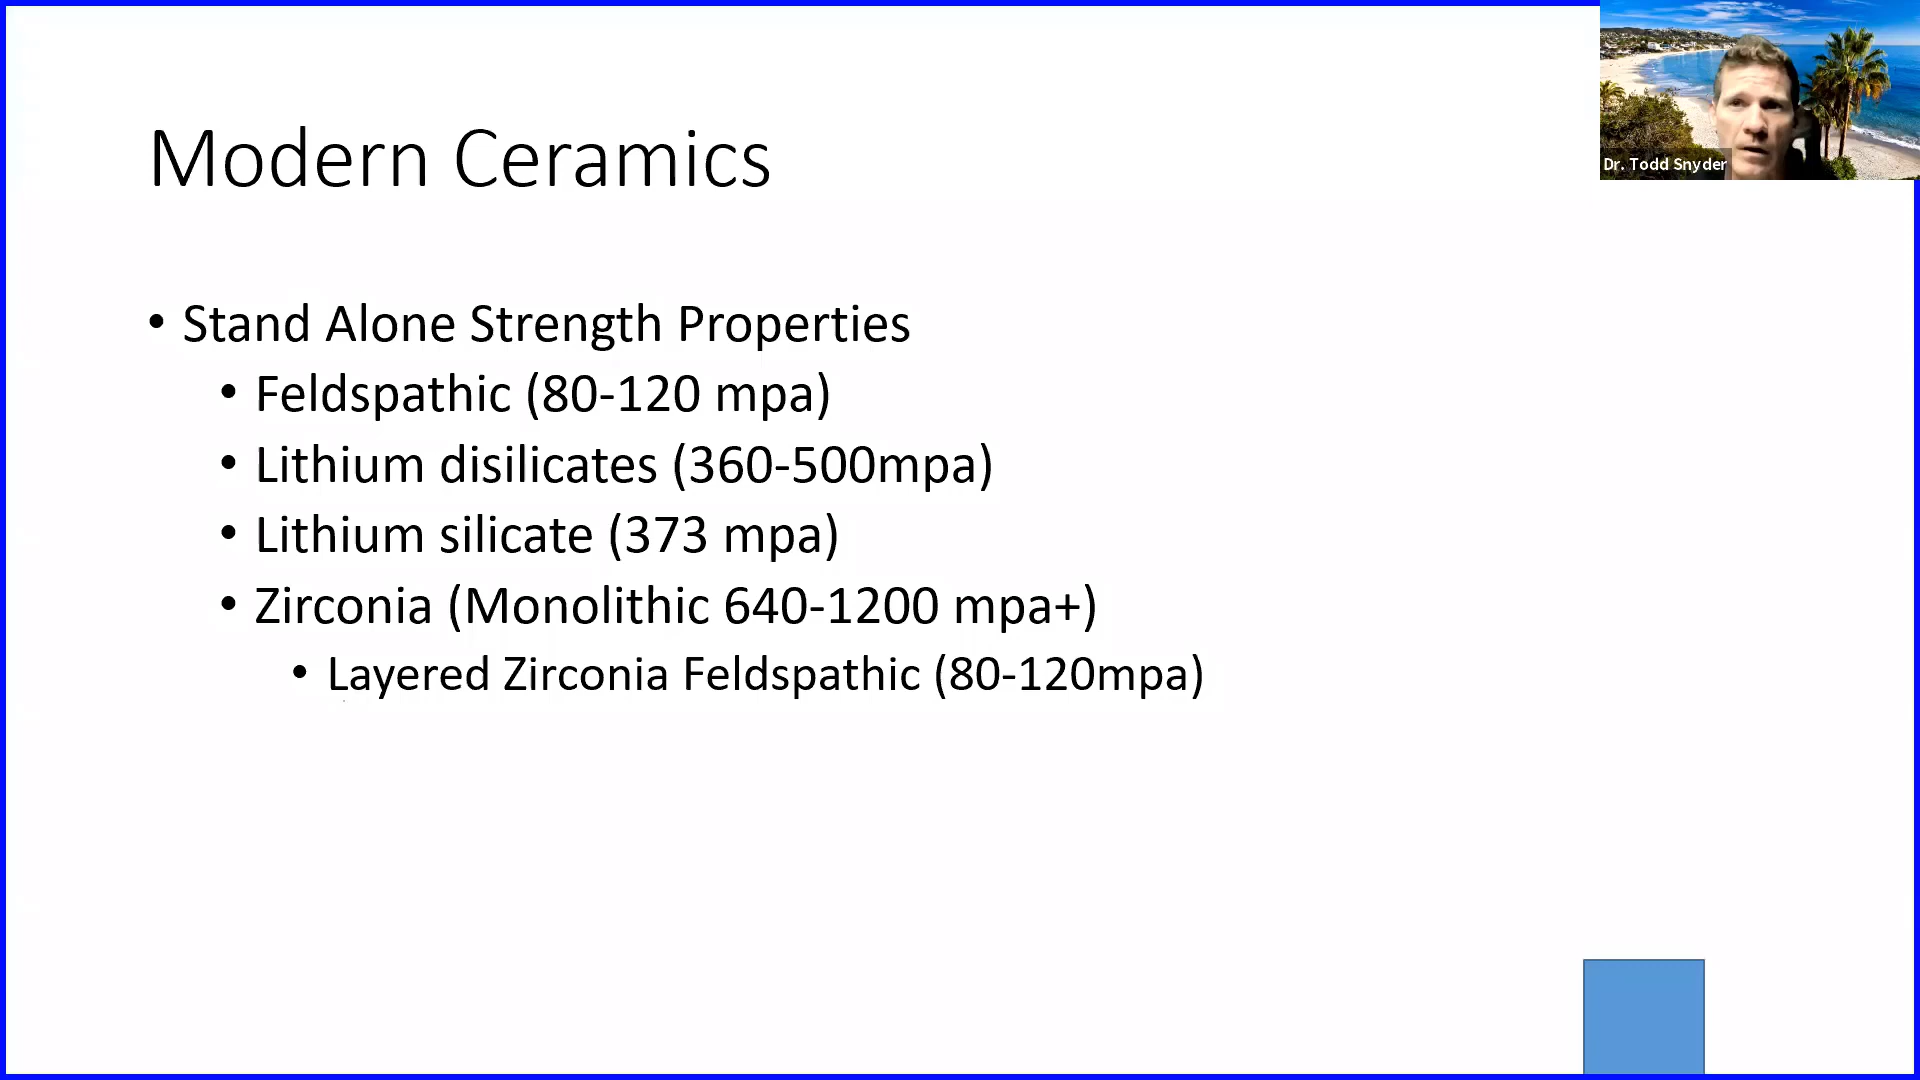 Modern Ceramics
Dr. Todd Snyder
• Stand Alone Strength Properties
• Feldspathic (80-120 mpa)
• Lithium disilicates (360-500mpa)
• Lithium silicate (373 mpa)
• Zirconia (Monolithic 640-1200 mpa+)
• Layered Zirconia Feldspathic (80-120mpa)